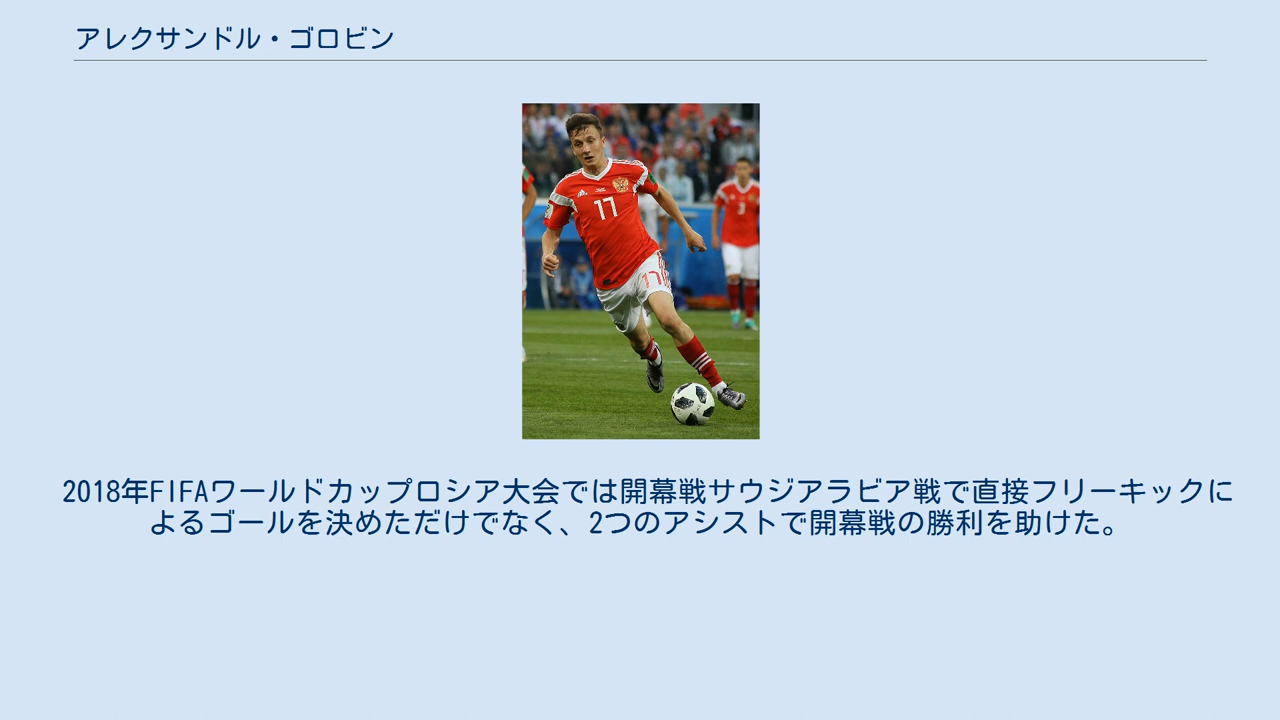 アレクサンドル・ゴロビン
17
3
17
2018年FIFAワールドカップロシア大会では開幕戦サウジアラビア戦で直接フリーキックに
よるゴールを決めただけでなく、2つのアシストで開幕戦の勝利を助けた。